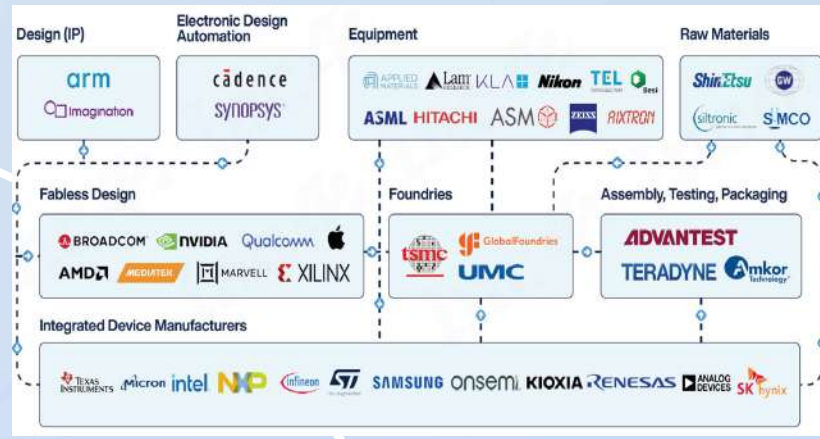 Design (IP)
Electronic Design
Automation
Equipment
Raw Materials
arm
Imagination
cādence
SYNOPSYS
APPLIED
MATERIALS
Lam
RESEARCH
KLA
Nikon
TEL
Besi
ASML
HITACHI
ASM
ZEISS
AIXTRON
ShinEtsu
GW
siltronic
SUMCO
Fabless Design
Foundries
Assembly, Testing, Packaging
BROADCOM
NVIDIA
Qualcomm
AMD
MEDIATEK
MARVELL
XILINX
tsmc
GlobalFoundries
UMC
ADVANTEST
TERADYNE
Amkor
Technology
Integrated Device Manufacturers
TEXAS
INSTRUMENTS
Micron
intel
NXP
infineon
ST
SAMSUNG
onsemi
KIOXIA
RENESAS
ANALOG
DEVICES
SK
hynix